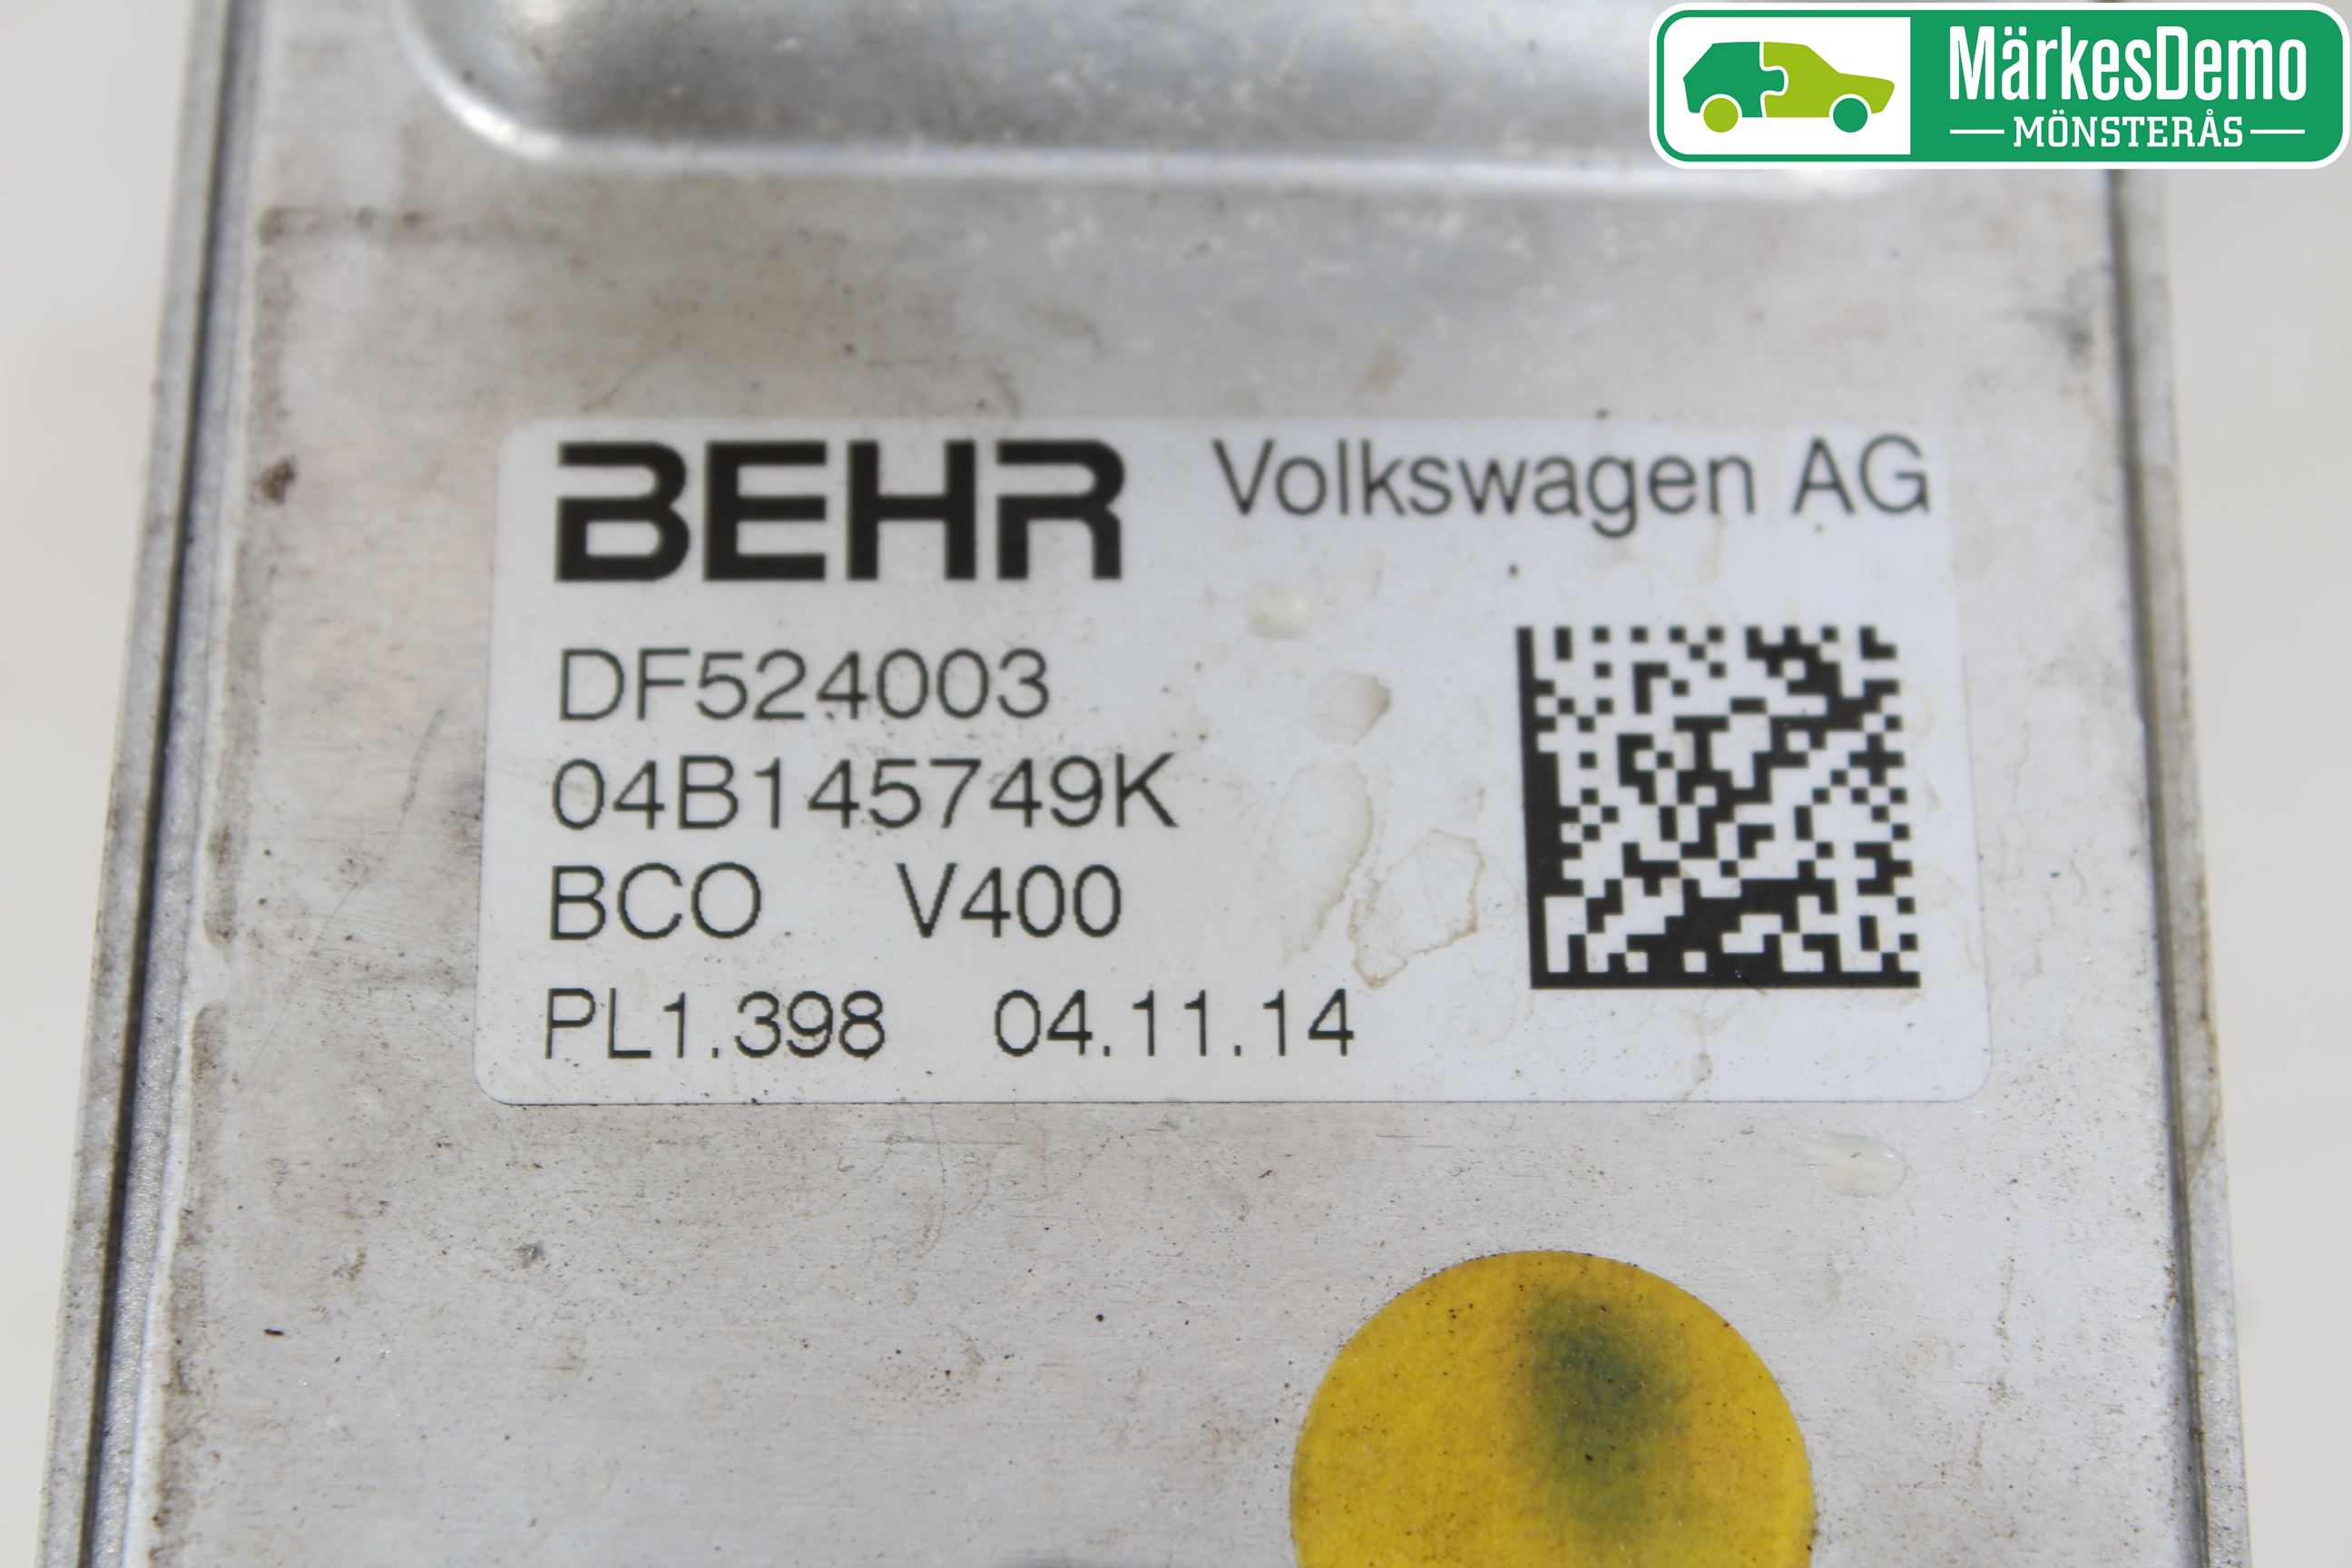 MärkesDemo
MÖNSTERÅS
BEHR Volkswagen AG
DF524003
04B145749K
BCO V400
PL1.398 04.11.14